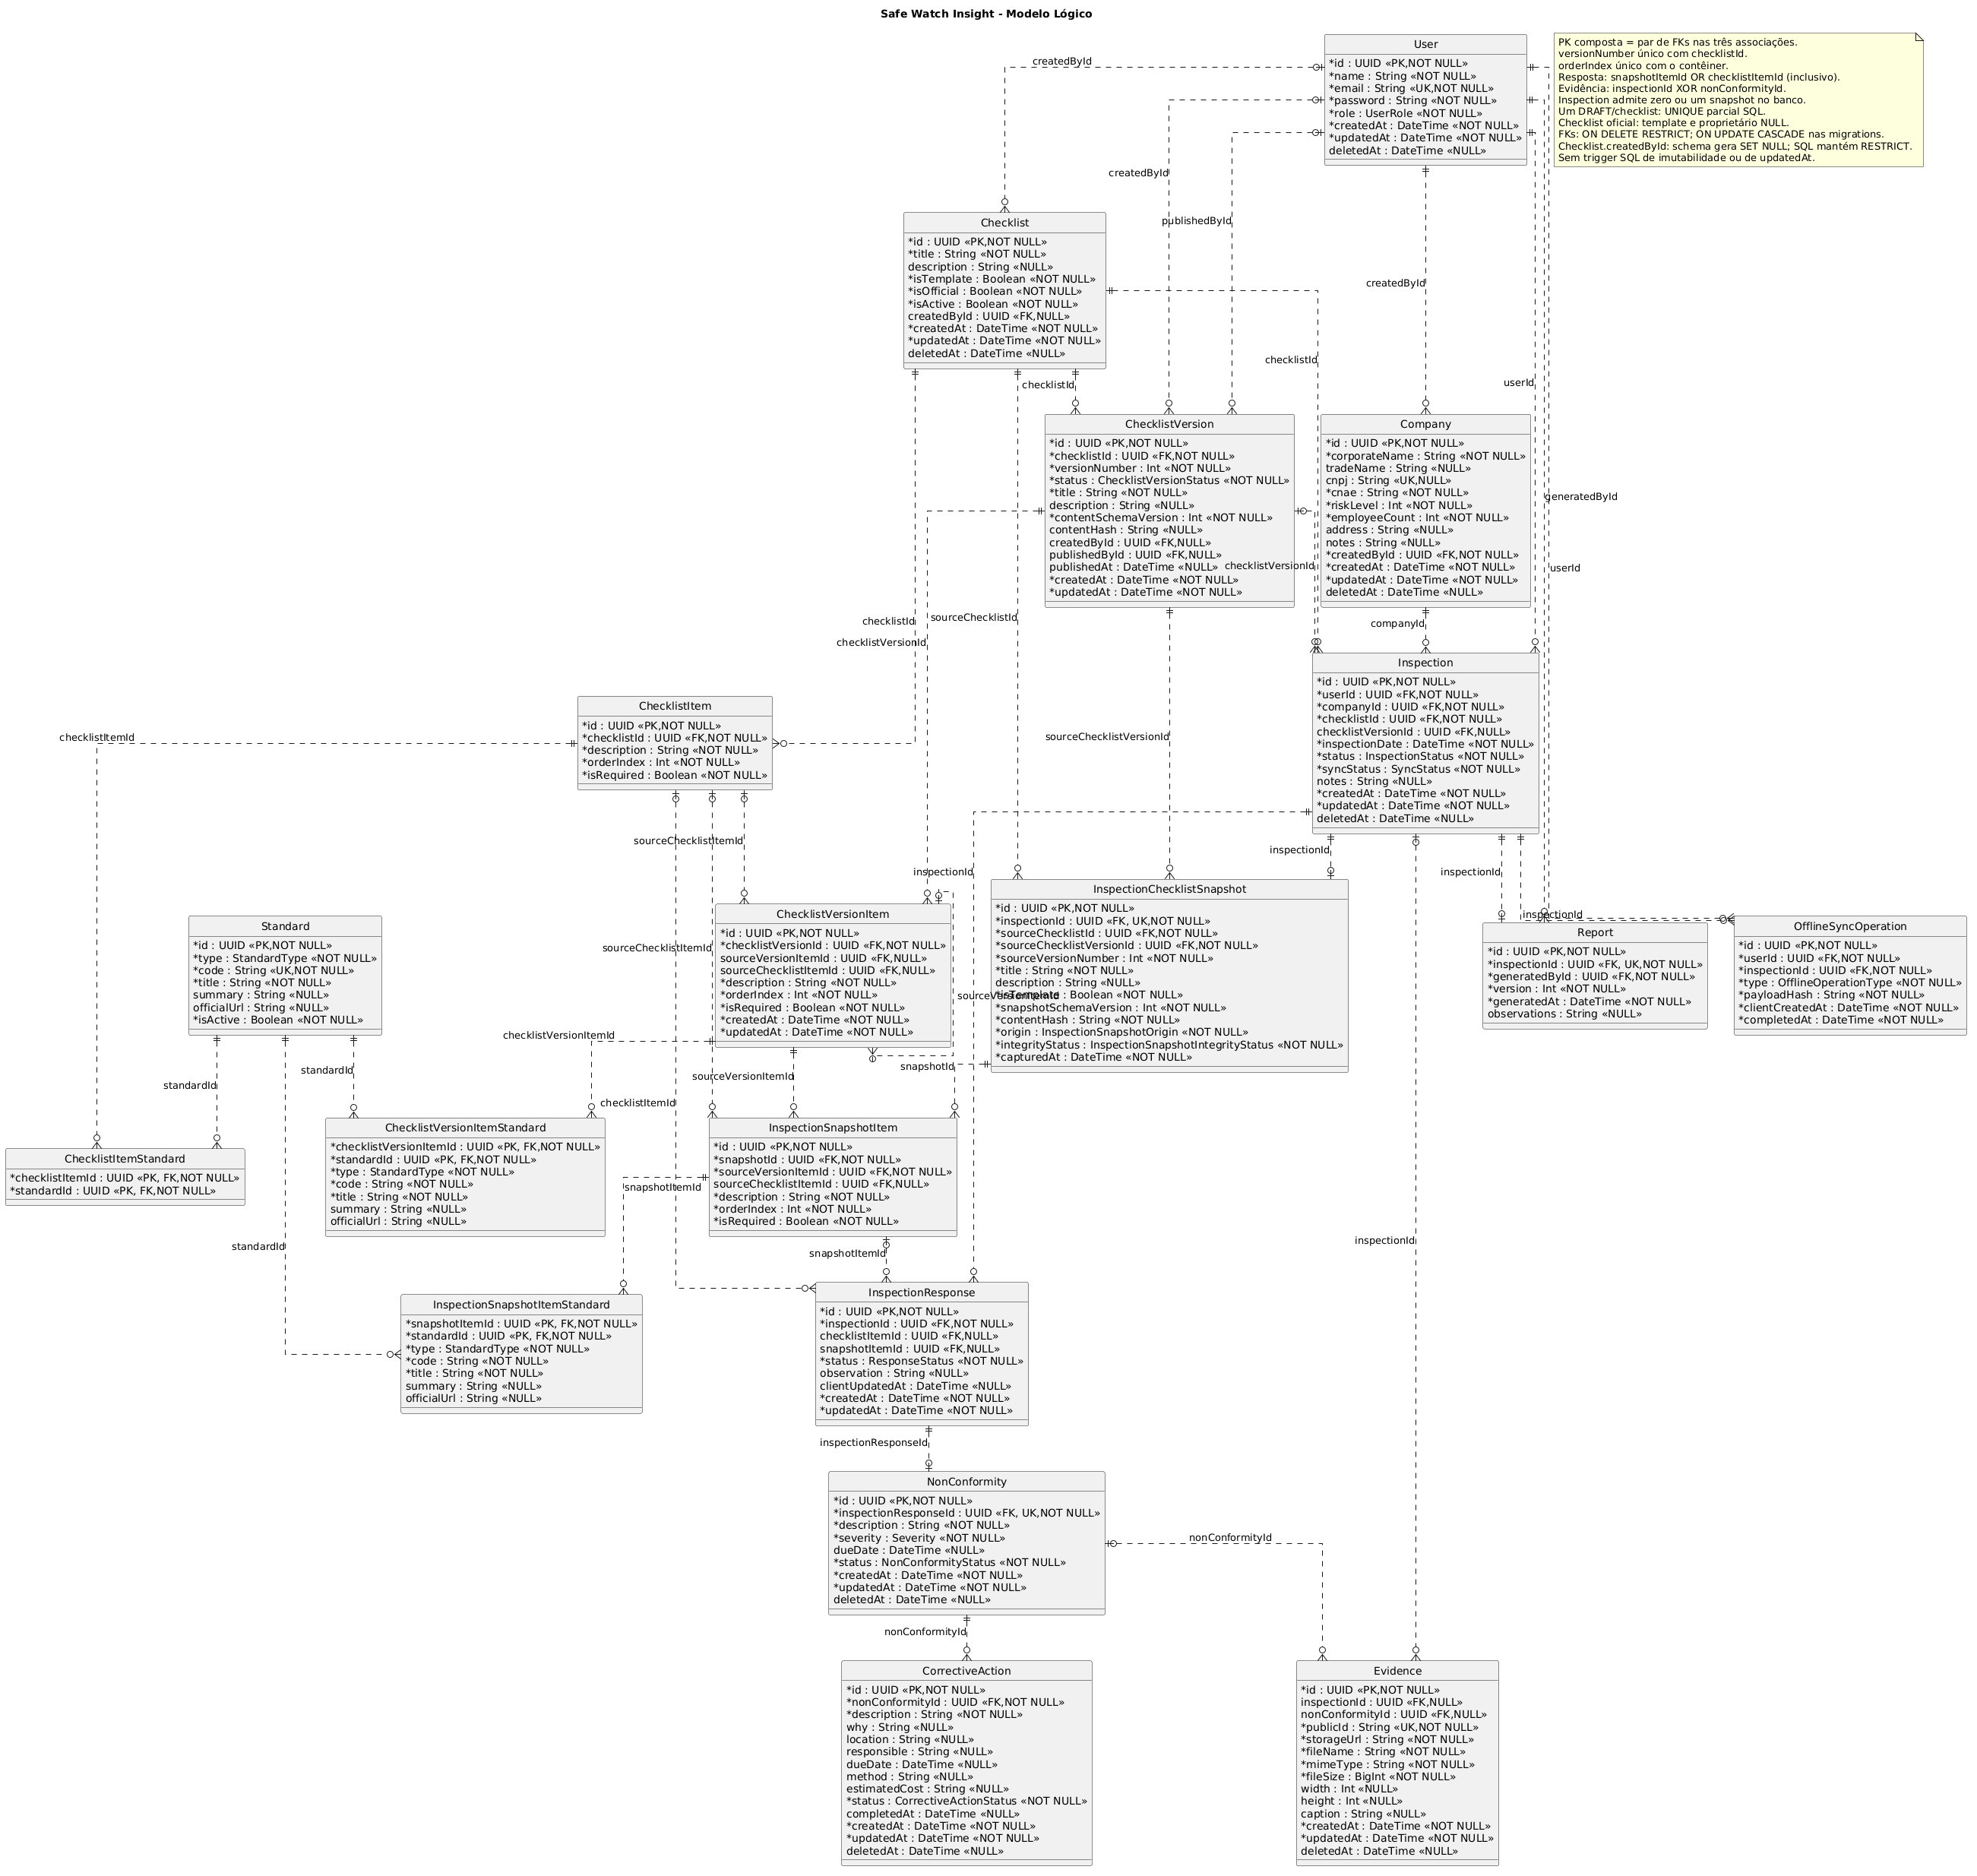 Safe Watch Insight - Modelo Lógico
User
*id : UUID «PK,NOT NULL»
*name : String «NOT NULL»
*email : String «UK,NOT NULL»
*password : String «NOT NULL»
*role : UserRole «NOT NULL»
*createdAt : DateTime «NOT NULL»
*updatedAt : DateTime «NOT NULL»
deletedAt : DateTime «NULL»
PK composta = par de FKs nas três associações.
versionNumber único com checklistId.
orderIndex único com o contêiner.
Resposta: snapshotItemId OR checklistItemId (inclusivo).
Evidência: inspectionId XOR nonConformityId.
Inspection admite zero ou um snapshot no banco.
Um DRAFT/checklist: UNIQUE parcial SQL.
Checklist oficial: template e proprietário NULL.
FKs: ON DELETE RESTRICT; ON UPDATE CASCADE nas migrations.
Checklist.createdById: schema gera SET NULL; SQL mantém RESTRICT.
Sem trigger SQL de imutabilidade ou de updatedAt.
createdById
createdById
publishedById
createdById
Checklist
*id : UUID «PK,NOT NULL»
*title : String «NOT NULL»
description : String «NULL»
*isTemplate : Boolean «NOT NULL»
*isOfficial : Boolean «NOT NULL»
*isActive : Boolean «NOT NULL»
createdById : UUID «FK,NULL»
*createdAt : DateTime «NOT NULL»
*updatedAt : DateTime «NOT NULL»
deletedAt : DateTime «NULL»
checklistId
checklistId
userId
generatedById
userId
ChecklistVersion
*id : UUID «PK,NOT NULL»
*checklistId : UUID «FK,NOT NULL»
*versionNumber : Int «NOT NULL»
*status : ChecklistVersionStatus «NOT NULL»
*title : String «NOT NULL»
description : String «NULL»
*contentSchemaVersion : Int «NOT NULL»
contentHash : String «NULL»
createdById : UUID «FK,NULL»
publishedById : UUID «FK,NULL»
publishedAt : DateTime «NULL»
*createdAt : DateTime «NOT NULL»
*updatedAt : DateTime «NOT NULL»
checklistVersionId
Company
*id : UUID «PK,NOT NULL»
*corporateName : String «NOT NULL»
tradeName : String «NULL»
cnpj : String «UK,NULL»
*cnae : String «NOT NULL»
*riskLevel : Int «NOT NULL»
*employeeCount : Int «NOT NULL»
address : String «NULL»
notes : String «NULL»
*createdById : UUID «FK,NOT NULL»
*createdAt : DateTime «NOT NULL»
*updatedAt : DateTime «NOT NULL»
deletedAt : DateTime «NULL»
companyId
checklistId
checklistVersionId
sourceChecklistId
sourceChecklistVersionId
Inspection
*id : UUID «PK,NOT NULL»
*userId : UUID «FK,NOT NULL»
*companyId : UUID «FK,NOT NULL»
*checklistId : UUID «FK,NOT NULL»
checklistVersionId : UUID «FK,NULL»
*inspectionDate : DateTime «NOT NULL»
*status : InspectionStatus «NOT NULL»
*syncStatus : SyncStatus «NOT NULL»
notes : String «NULL»
*createdAt : DateTime «NOT NULL»
*updatedAt : DateTime «NOT NULL»
deletedAt : DateTime «NULL»
ChecklistItem
*id : UUID «PK,NOT NULL»
*checklistId : UUID «FK,NOT NULL»
*description : String «NOT NULL»
*orderIndex : Int «NOT NULL»
*isRequired : Boolean «NOT NULL»
checklistItemId
sourceChecklistItemId
sourceChecklistItemId
inspectionId
inspectionId
inspectionId
inspectionId
Standard
*id : UUID «PK,NOT NULL»
*type : StandardType «NOT NULL»
*code : String «UK,NOT NULL»
*title : String «NOT NULL»
summary : String «NULL»
officialUrl : String «NULL»
*isActive : Boolean «NOT NULL»
ChecklistVersionItem
*id : UUID «PK,NOT NULL»
*checklistVersionId : UUID «FK,NOT NULL»
sourceVersionItemId : UUID «FK,NULL»
sourceChecklistItemId : UUID «FK,NULL»
*description : String «NOT NULL»
*orderIndex : Int «NOT NULL»
*isRequired : Boolean «NOT NULL»
*createdAt : DateTime «NOT NULL»
*updatedAt : DateTime «NOT NULL»
sourceVersionItemId
InspectionChecklistSnapshot
*id : UUID «PK,NOT NULL»
*inspectionId : UUID «FK, UK,NOT NULL»
*sourceChecklistId : UUID «FK,NOT NULL»
*sourceChecklistVersionId : UUID «FK,NOT NULL»
*sourceVersionNumber : Int «NOT NULL»
*title : String «NOT NULL»
description : String «NULL»
*isTemplate : Boolean «NOT NULL»
*snapshotSchemaVersion : Int «NOT NULL»
*contentHash : String «NOT NULL»
*origin : InspectionSnapshotOrigin «NOT NULL»
*integrityStatus : InspectionSnapshotIntegrityStatus «NOT NULL»
*capturedAt : DateTime «NOT NULL»
Report
*id : UUID «PK,NOT NULL»
*inspectionId : UUID «FK, UK,NOT NULL»
*generatedById : UUID «FK,NOT NULL»
*version : Int «NOT NULL»
*generatedAt : DateTime «NOT NULL»
observations : String «NULL»
OfflineSyncOperation
*id : UUID «PK,NOT NULL»
*userId : UUID «FK,NOT NULL»
*inspectionId : UUID «FK,NOT NULL»
*type : OfflineOperationType «NOT NULL»
*payloadHash : String «NOT NULL»
*clientCreatedAt : DateTime «NOT NULL»
*completedAt : DateTime «NOT NULL»
standardId
standardId
checklistVersionItemId
sourceVersionItemId
snapshotId
checklistItemId
ChecklistItemStandard
*checklistItemId : UUID «PK, FK,NOT NULL»
*standardId : UUID «PK, FK,NOT NULL»
ChecklistVersionItemStandard
*checklistVersionItemId : UUID «PK, FK,NOT NULL»
*standardId : UUID «PK, FK,NOT NULL»
*type : StandardType «NOT NULL»
*code : String «NOT NULL»
*title : String «NOT NULL»
summary : String «NULL»
officialUrl : String «NULL»
InspectionSnapshotItem
*id : UUID «PK,NOT NULL»
*snapshotId : UUID «FK,NOT NULL»
*sourceVersionItemId : UUID «FK,NOT NULL»
sourceChecklistItemId : UUID «FK,NULL»
*description : String «NOT NULL»
*orderIndex : Int «NOT NULL»
*isRequired : Boolean «NOT NULL»
standardId
snapshotItemId
snapshotItemId
inspectionId
InspectionSnapshotItemStandard
*snapshotItemId : UUID «PK, FK,NOT NULL»
*standardId : UUID «PK, FK,NOT NULL»
*type : StandardType «NOT NULL»
*code : String «NOT NULL»
*title : String «NOT NULL»
summary : String «NULL»
officialUrl : String «NULL»
InspectionResponse
*id : UUID «PK,NOT NULL»
*inspectionId : UUID «FK,NOT NULL»
checklistItemId : UUID «FK,NULL»
snapshotItemId : UUID «FK,NULL»
*status : ResponseStatus «NOT NULL»
observation : String «NULL»
clientUpdatedAt : DateTime «NULL»
*createdAt : DateTime «NOT NULL»
*updatedAt : DateTime «NOT NULL»
inspectionResponseId
NonConformity
*id : UUID «PK,NOT NULL»
*inspectionResponseId : UUID «FK, UK,NOT NULL»
*description : String «NOT NULL»
*severity : Severity «NOT NULL»
dueDate : DateTime «NULL»
*status : NonConformityStatus «NOT NULL»
*createdAt : DateTime «NOT NULL»
*updatedAt : DateTime «NOT NULL»
deletedAt : DateTime «NULL»
nonConformityId
nonConformityId
CorrectiveAction
*id : UUID «PK,NOT NULL»
*nonConformityId : UUID «FK,NOT NULL»
*description : String «NOT NULL»
why : String «NULL»
location : String «NULL»
responsible : String «NULL»
dueDate : DateTime «NULL»
method : String «NULL»
estimatedCost : String «NULL»
*status : CorrectiveActionStatus «NOT NULL»
completedAt : DateTime «NULL»
*createdAt : DateTime «NOT NULL»
*updatedAt : DateTime «NOT NULL»
deletedAt : DateTime «NULL»
Evidence
*id : UUID «PK,NOT NULL»
inspectionId : UUID «FK,NULL»
nonConformityId : UUID «FK,NULL»
*publicId : String «UK,NOT NULL»
*storageUrl : String «NOT NULL»
*fileName : String «NOT NULL»
*mimeType : String «NOT NULL»
*fileSize : BigInt «NOT NULL»
width : Int «NULL»
height : Int «NULL»
caption : String «NULL»
*createdAt : DateTime «NOT NULL»
*updatedAt : DateTime «NOT NULL»
deletedAt : DateTime «NULL»